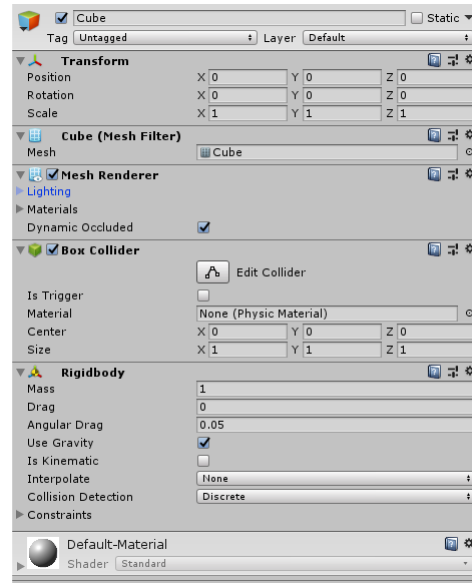 Cube Static
Tag Untagged Layer Default
Transform
Position X 0 Y 0 Z 0
Rotation X 0 Y 0 Z 0
Scale X 1 Y 1 Z 1
Cube (Mesh Filter)
Mesh Cube
Mesh Renderer
Lighting
Materials
Dynamic Occluded
Box Collider
Edit Collider
Is Trigger
Material None (Physic Material)
Center X 0 Y 0 Z 0
Size X 1 Y 1 Z 1
Rigidbody
Mass 1
Drag 0
Angular Drag 0.05
Use Gravity
Is Kinematic
Interpolate None
Collision Detection Discrete
Constraints
Default-Material
Shader Standard